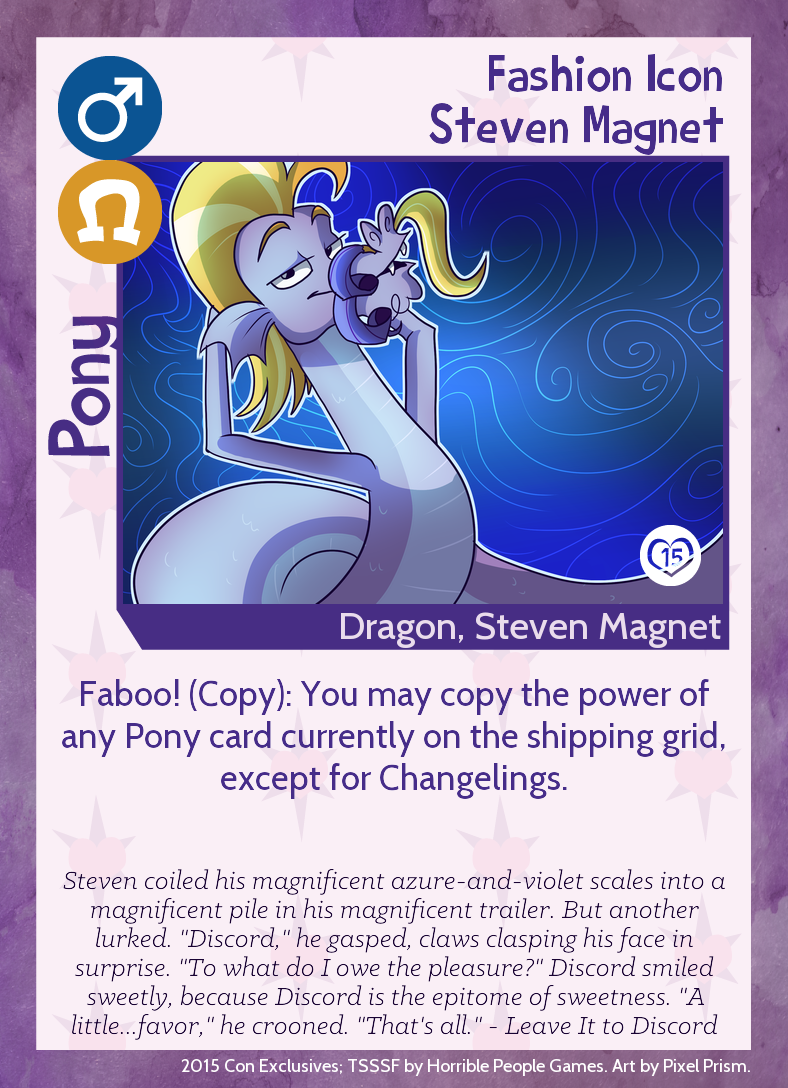 Fashion Icon
Steven Magnet
Pony
15
Dragon, Steven Magnet
Faboo! (Copy): You may copy the power of
any Pony card currently on the shipping grid,
except for Changelings.
Steven coiled his magnificent azure-and-violet scales into a
magnificent pile in his magnificent trailer. But another
lurked. "Discord," he gasped, claws clasping his face in
surprise. "To what do I owe the pleasure?" Discord smiled
sweetly, because Discord is the epitome of sweetness. "A
little...favor," he crooned. "That's all." - Leave It to Discord
2015 Con Exclusives; TSSSF by Horrible People Games. Art by Pixel Prism.